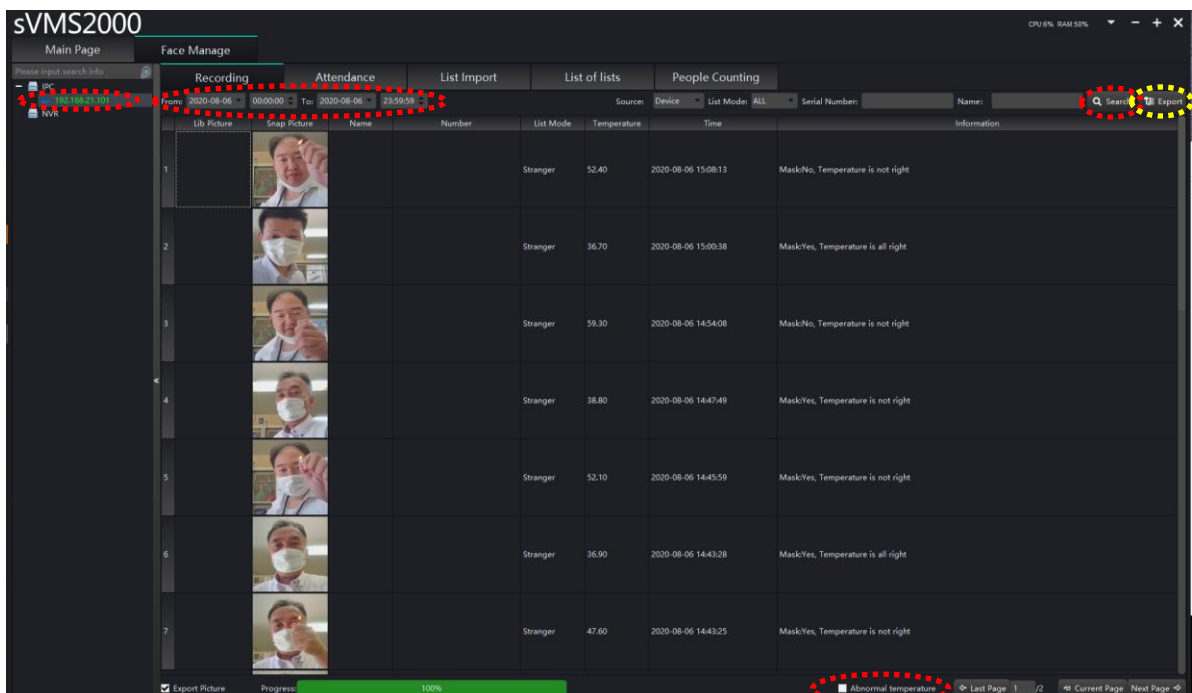 sVMS2000
CPU:6% RAM:50%
Main Page Face Manage
Please input search info
IPC
192.168.21.101
NVR
Recording Attendance List Import List of lists People Counting
From: 2020-08-06 00:00:00 To: 2020-08-06 23:59:59 Source: Device List Mode: ALL Serial Number: Name: Search Export
Lib Picture Snap Picture Name Number List Mode Temperature Time Information
1 Stranger 52.40 2020-08-06 15:08:13 Mask:No, Temperature is not right
2 Stranger 36.70 2020-08-06 15:00:38 Mask:Yes, Temperature is all right
3 Stranger 59.30 2020-08-06 14:54:08 Mask:No, Temperature is not right
4 Stranger 38.80 2020-08-06 14:47:49 Mask:Yes, Temperature is not right
5 Stranger 52.10 2020-08-06 14:45:59 Mask:Yes, Temperature is not right
6 Stranger 36.90 2020-08-06 14:43:28 Mask:Yes, Temperature is all right
7 Stranger 47.60 2020-08-06 14:43:25 Mask:Yes, Temperature is not right
Export Picture Progress: 100% Abnormal temperature Last Page 1 /2 Current Page Next Page